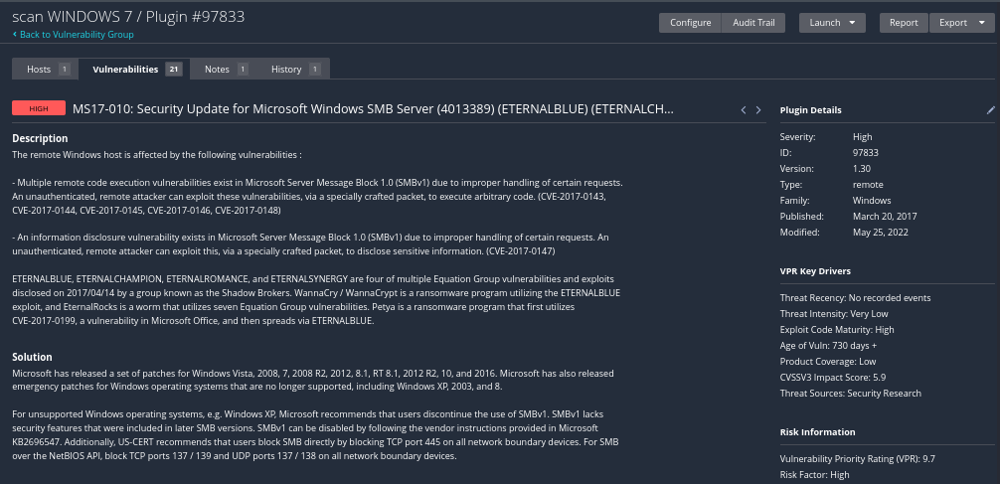 scan WINDOWS 7 / Plugin #97833
Configure Audit Trail Launch Report Export
Back to Vulnerability Group
Hosts 1 Vulnerabilities 21 Notes 1 History 1
HIGH MS17-010: Security Update for Microsoft Windows SMB Server (4013389) (ETERNALBLUE) (ETERNALCH...
Description
The remote Windows host is affected by the following vulnerabilities :
- Multiple remote code execution vulnerabilities exist in Microsoft Server Message Block 1.0 (SMBv1) due to improper handling of certain requests.
An unauthenticated, remote attacker can exploit these vulnerabilities, via a specially crafted packet, to execute arbitrary code. (CVE-2017-0143,
CVE-2017-0144, CVE-2017-0145, CVE-2017-0146, CVE-2017-0148)
- An information disclosure vulnerability exists in Microsoft Server Message Block 1.0 (SMBv1) due to improper handling of certain requests. An
unauthenticated, remote attacker can exploit this, via a specially crafted packet, to disclose sensitive information. (CVE-2017-0147)
ETERNALBLUE, ETERNALCHAMPION, ETERNALROMANCE, and ETERNALSYNERGY are four of multiple Equation Group vulnerabilities and exploits
disclosed on 2017/04/14 by a group known as the Shadow Brokers. WannaCry / WannaCrypt is a ransomware program utilizing the ETERNALBLUE
exploit, and EternalRocks is a worm that utilizes seven Equation Group vulnerabilities. Petya is a ransomware program that first utilizes
CVE-2017-0199, a vulnerability in Microsoft Office, and then spreads via ETERNALBLUE.
Solution
Microsoft has released a set of patches for Windows Vista, 2008, 7, 2008 R2, 2012, 8.1, RT 8.1, 2012 R2, 10, and 2016. Microsoft has also released
emergency patches for Windows operating systems that are no longer supported, including Windows XP, 2003, and 8.
For unsupported Windows operating systems, e.g. Windows XP, Microsoft recommends that users discontinue the use of SMBv1. SMBv1 lacks
security features that were included in later SMB versions. SMBv1 can be disabled by following the vendor instructions provided in Microsoft
KB2696547. Additionally, US-CERT recommends that users block SMB directly by blocking TCP port 445 on all network boundary devices. For SMB
over the NetBIOS API, block TCP ports 137 / 139 and UDP ports 137 / 138 on all network boundary devices.
Plugin Details
Severity: High
ID: 97833
Version: 1.30
Type: remote
Family: Windows
Published: March 20, 2017
Modified: May 25, 2022
VPR Key Drivers
Threat Recency: No recorded events
Threat Intensity: Very Low
Exploit Code Maturity: High
Age of Vuln: 730 days +
Product Coverage: Low
CVSSV3 Impact Score: 5.9
Threat Sources: Security Research
Risk Information
Vulnerability Priority Rating (VPR): 9.7
Risk Factor: High